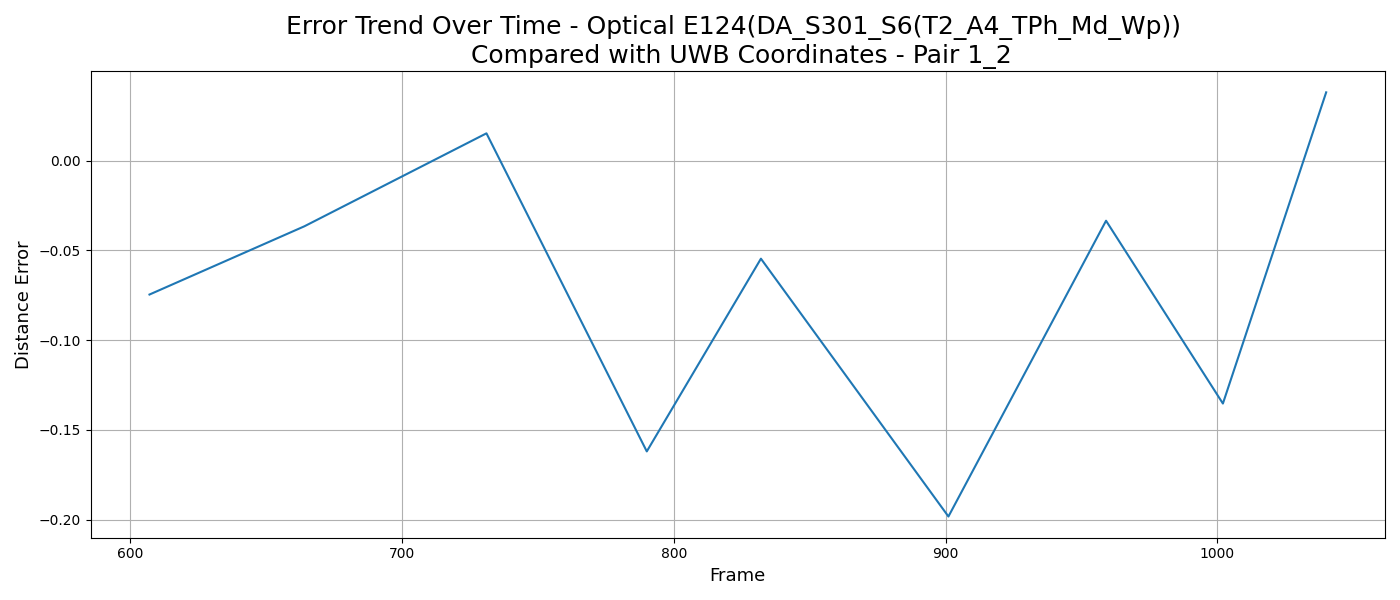 Error Trend Over Time - Optical E124(DA_S301_S6(T2_A4_TPh_Md_Wp))
Compared with UWB Coordinates - Pair 1_2
0.00
−0.05
−0.10
−0.15
−0.20
Distance Error
600 700 800 900 1000
Frame